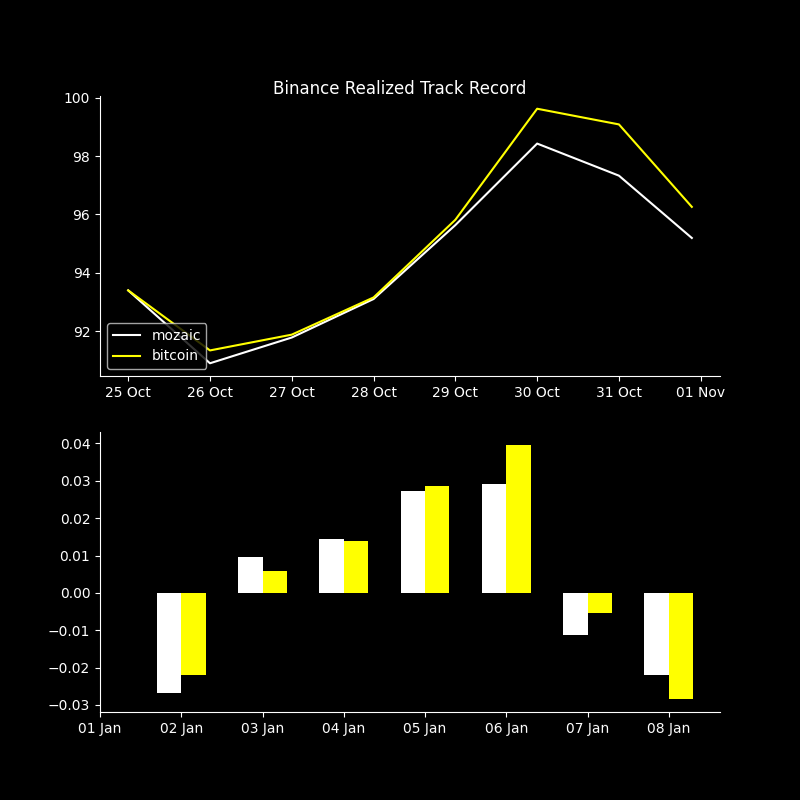 Binance Realized Track Record
100
98
96
94
92
mozaic
bitcoin
25 Oct 26 Oct 27 Oct 28 Oct 29 Oct 30 Oct 31 Oct 01 Nov
0.04
0.03
0.02
0.01
0.00
−0.01
−0.02
−0.03
01 Jan 02 Jan 03 Jan 04 Jan 05 Jan 06 Jan 07 Jan 08 Jan